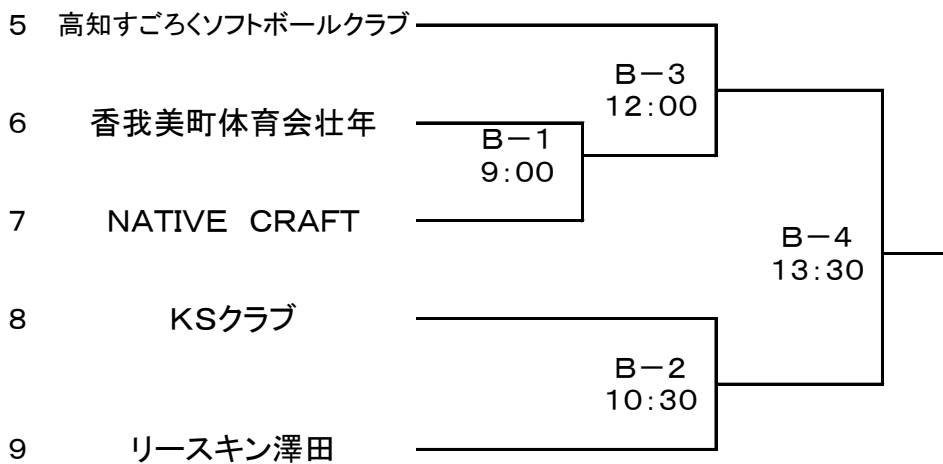 ５ 高知すごろくソフトボールクラブ
Ｂ－３
１２：００
６ 香我美町体育会壮年
Ｂ－１
９：００
７ ＮＡＴＩＶＥ　ＣＲＡＦＴ
Ｂ－４
１３：３０
８ ＫＳクラブ
Ｂ－２
１０：３０
９ リースキン澤田